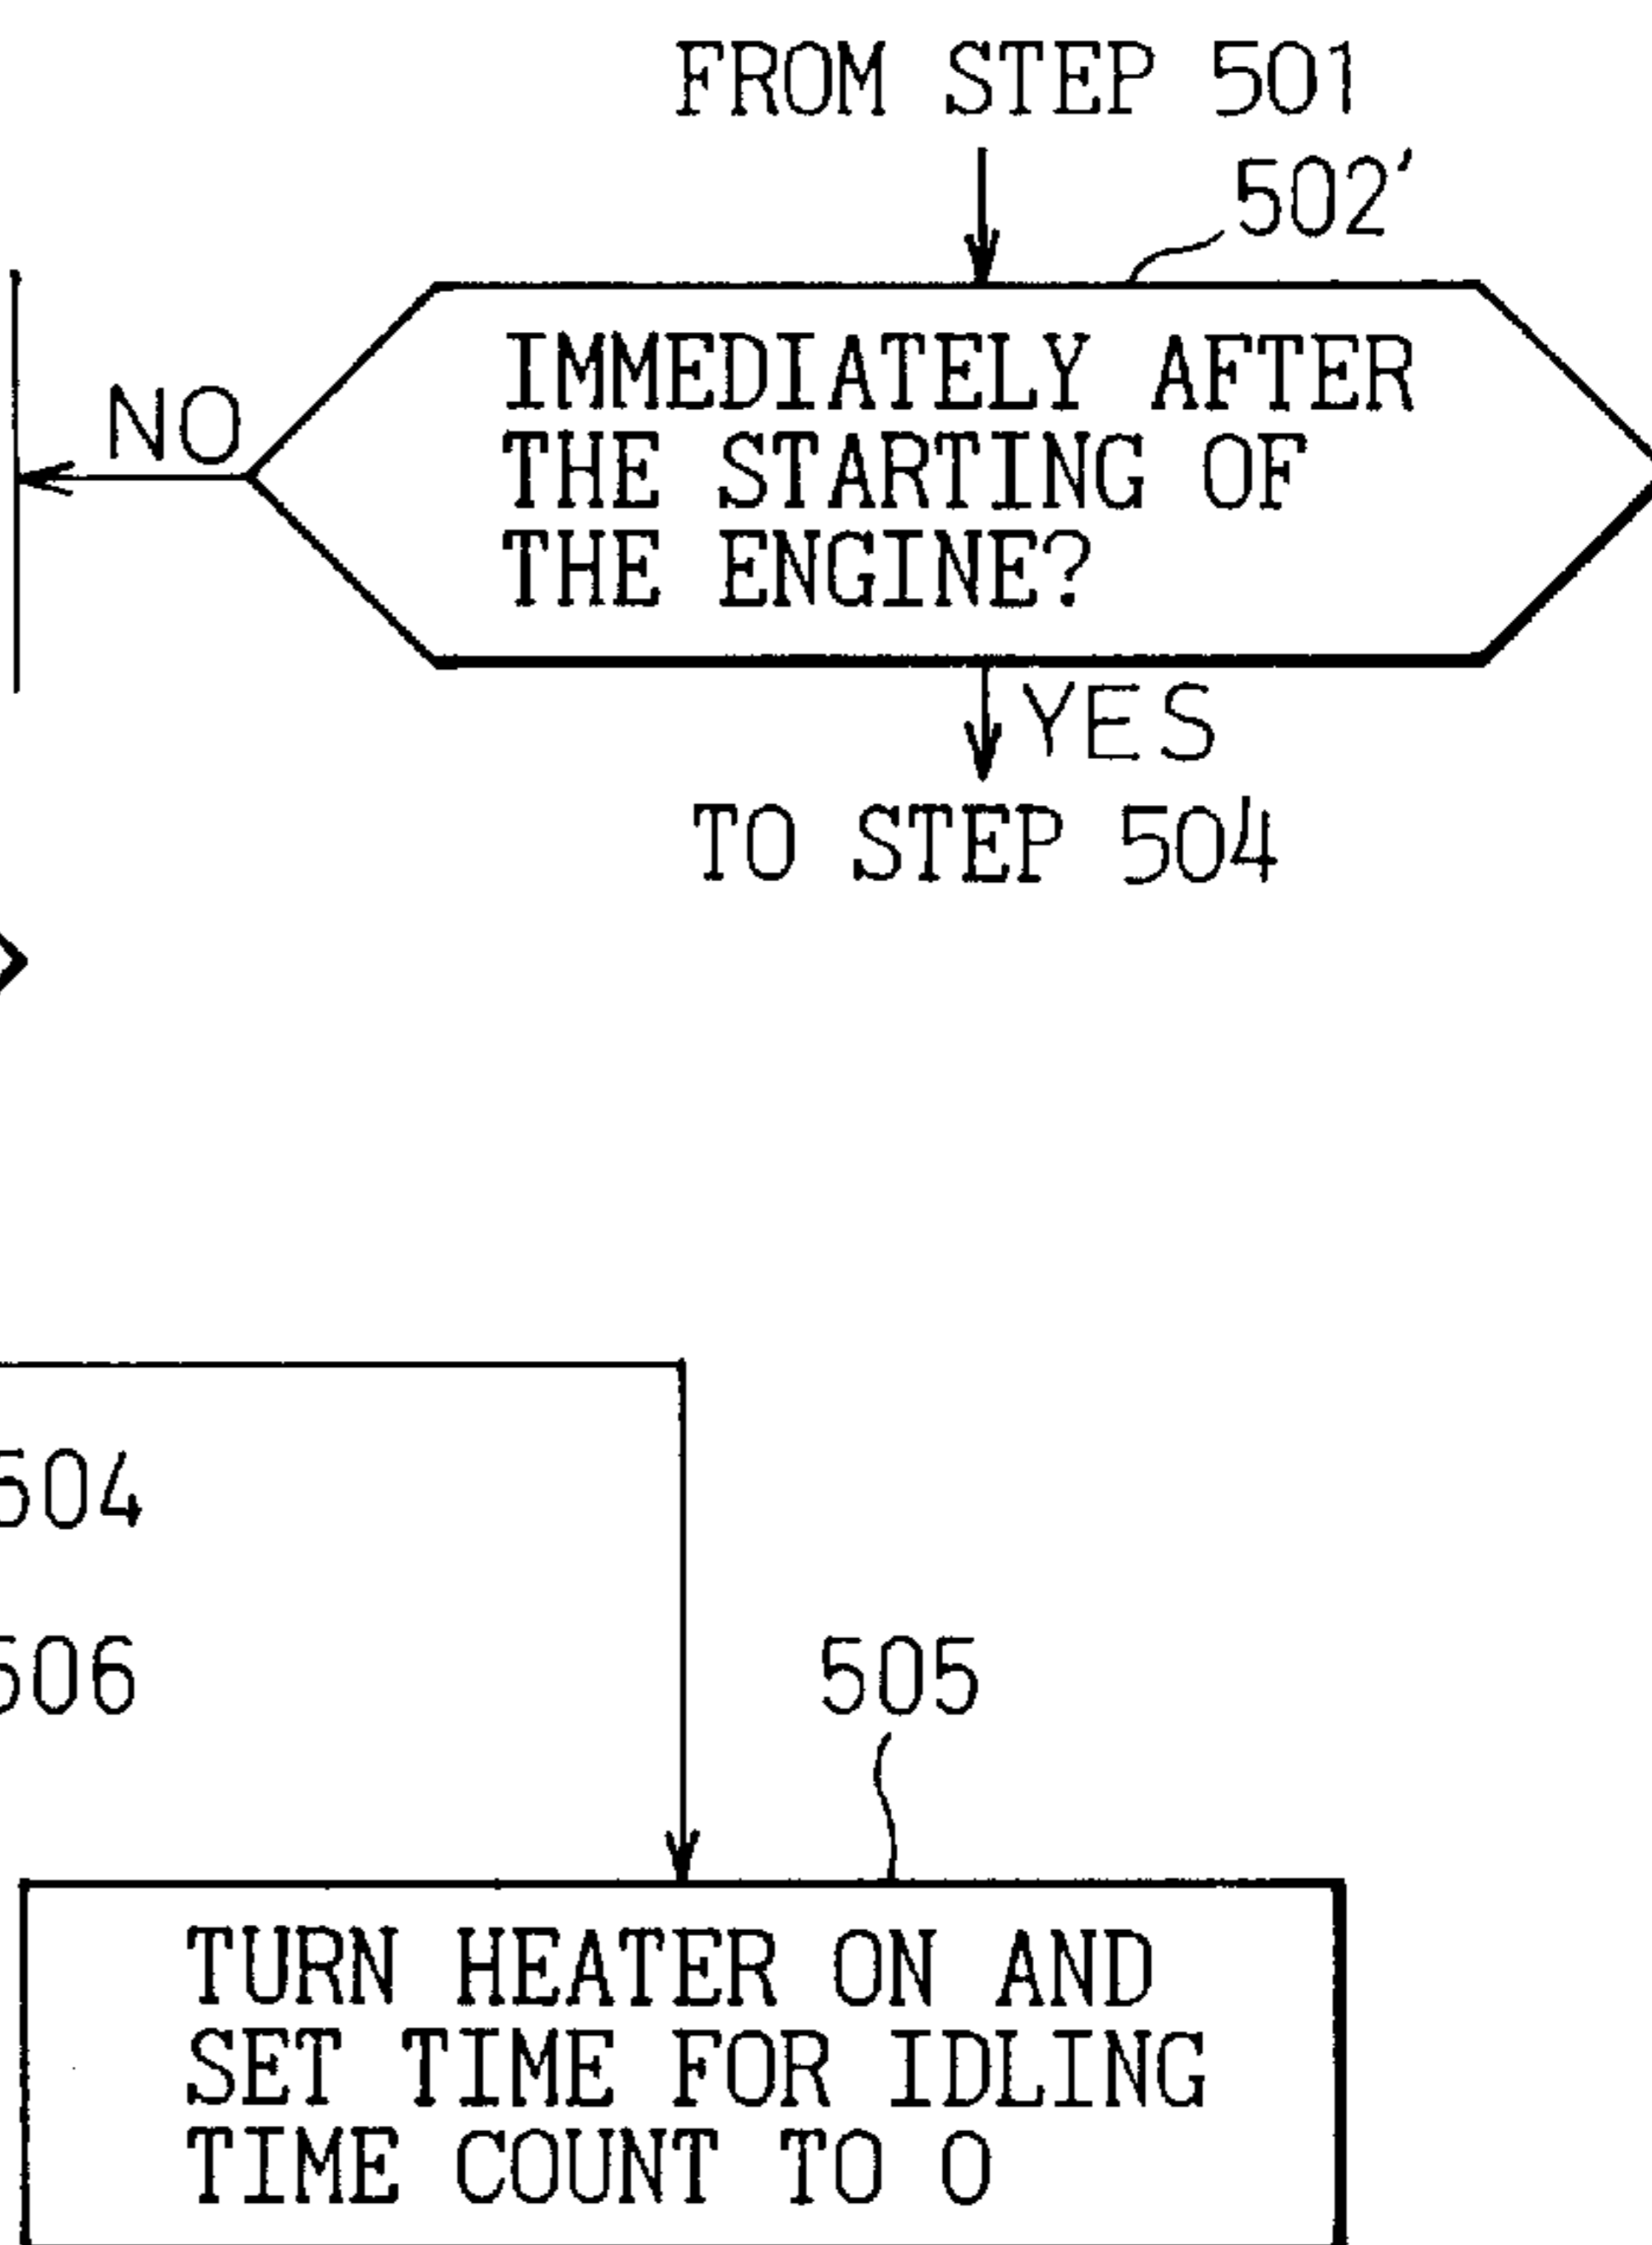 FROM STEP 501
502'
IMMEDIATELY AFTER
THE STARTING OF
THE ENGINE?
NO
YES
TO STEP 504
504
506
505
TURN HEATER ON AND
SET TIME FOR IDLING
TIME COUNT TO 0